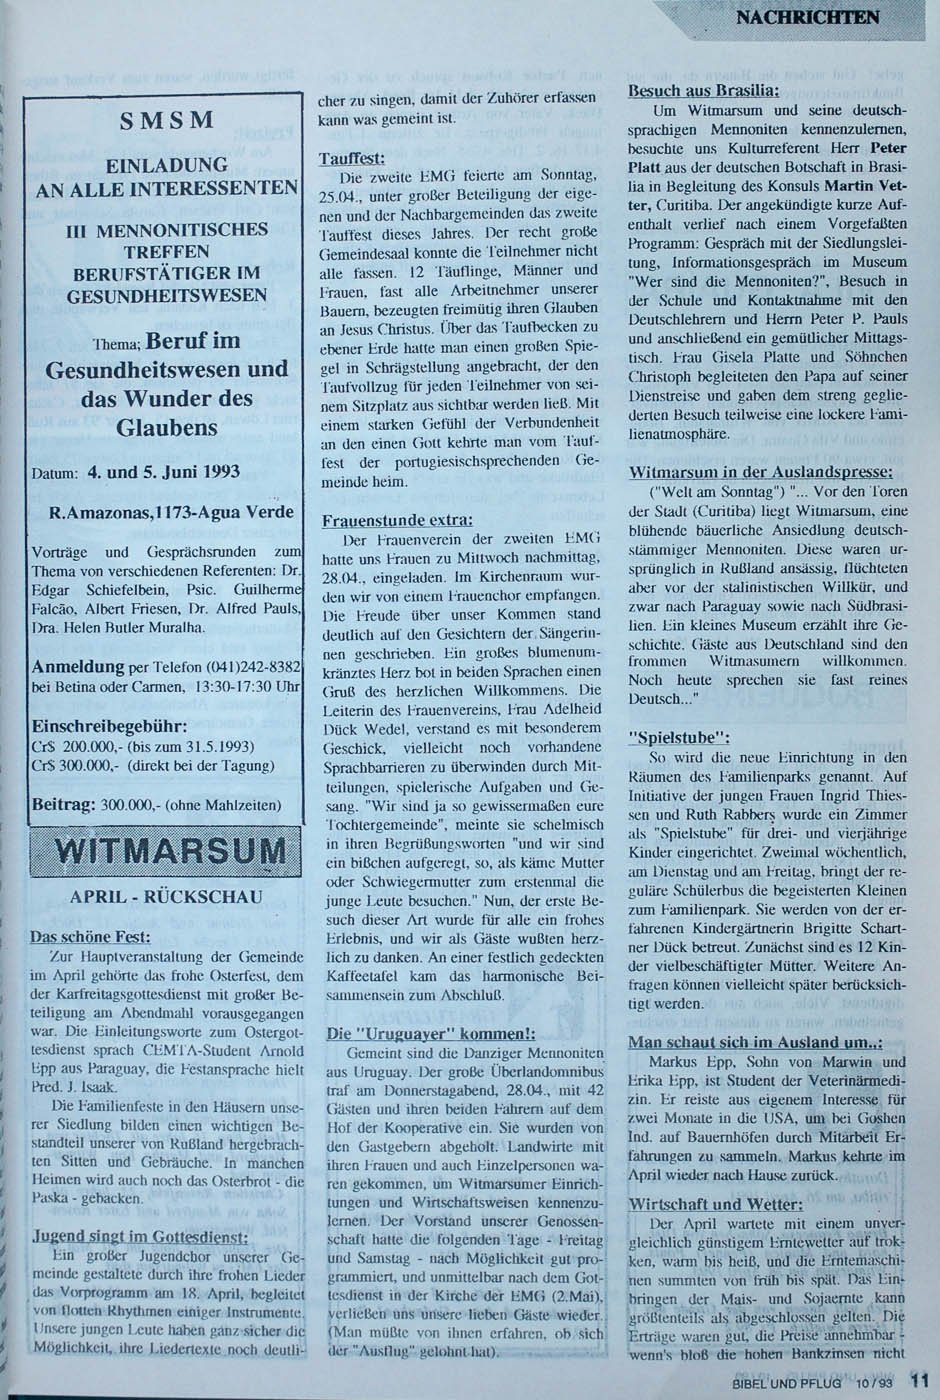 NACHRICHTEN
S M S M
EINLADUNG
AN ALLE INTERESSENTEN
III MENNONITISCHES
TREFFEN
BERUFSTÄTIGER IM
GESUNDHEITSWESEN
Thema; Beruf im
Gesundheitswesen und
das Wunder des
Glaubens
Datum: 4. und 5. Juni 1993
R.Amazonas,1173-Agua Verde
Vorträge und Gesprächsrunden zum
Thema von verschiedenen Referenten: Dr.
Edgar Schiefelbein, Psic. Guilherme
Falcão, Albert Friesen, Dr. Alfred Pauls,
Dra. Helen Butler Muralha.
Anmeldung per Telefon (041)242-8382
bei Betina oder Carmen, 13:30-17:30 Uhr
Einschreibegebühr:
Cr$ 200.000,- (bis zum 31.5.1993)
Cr$ 300.000,- (direkt bei der Tagung)
Beitrag: 300.000,- (ohne Mahlzeiten)
WITMARSUM
APRIL - RÜCKSCHAU
Das schöne Fest:
Zur Hauptveranstaltung der Gemeinde
im April gehörte das frohe Osterfest, dem
der Karfreitagsgottesdienst mit großer Be-
teiligung am Abendmahl vorausgegangen
war. Die Einleitungsworte zum Ostergot-
tesdienst sprach CEMTA-Student Arnold
Epp aus Paraguay, die Festansprache hielt
Pred. J. Isaak.
Die Familienfeste in den Häusern unse-
rer Siedlung bilden einen wichtigen Be-
standteil unserer von Rußland hergebrach-
ten Sitten und Gebräuche. In manchen
Heimen wird auch noch das Osterbrot - die
Paska - gebacken.
Jugend singt im Gottesdienst:
Ein großer Jugendchor unserer Ge-
meinde gestaltete durch ihre frohen Lieder
das Vorprogramm am 18. April, begleitet
von flotten Rhythmen einiger Instrumente.
Unsere jungen Leute haben ganz sicher die
Möglichkeit, ihre Liedertexte noch deutli-
cher zu singen, damit der Zuhörer erfassen
kann was gemeint ist.
Tauffest:
Die zweite EMG feierte am Sonntag,
25.04., unter großer Beteiligung der eige-
nen und der Nachbargemeinden das zweite
Tauffest dieses Jahres. Der recht große
Gemeindesaal konnte die Teilnehmer nicht
alle fassen. 12 Täuflinge, Männer und
Frauen, fast alle Arbeitnehmer unserer
Bauern, bezeugten freimütig ihren Glauben
an Jesus Christus. Über das Taufbecken zu
ebener Erde hatte man einen großen Spie-
gel in Schrägstellung angebracht, der den
Taufvollzug für jeden Teilnehmer von sei-
nem Sitzplatz aus sichtbar werden ließ. Mit
einem starken Gefühl der Verbundenheit
an den einen Gott kehrte man vom Tauf-
fest der portugiesischsprechenden Ge-
meinde heim.
Frauenstunde extra:
Der Frauenverein der zweiten EMG
hatte uns Frauen zu Mittwoch nachmittag,
28.04., eingeladen. Im Kirchenraum wur-
den wir von einem Frauenchor empfangen.
Die Freude über unser Kommen stand
deutlich auf den Gesichtern der Sängerin-
nen geschrieben. Ein großes blumenum-
kränztes Herz bot in beiden Sprachen einen
Gruß des herzlichen Willkommens. Die
Leiterin des Frauenvereins, Frau Adelheid
Dück Wedel, verstand es mit besonderem
Geschick, vielleicht noch vorhandene
Sprachbarrieren zu überwinden durch Mit-
teilungen, spielerische Aufgaben und Ge-
sang. "Wir sind ja so gewissermaßen eure
Tochtergemeinde", meinte sie schelmisch
in ihren Begrüßungsworten "und wir sind
ein bißchen aufgeregt, so, als käme Mutter
oder Schwiegermutter zum erstenmal die
junge Leute besuchen." Nun, der erste Be-
such dieser Art wurde für alle ein frohes
Erlebnis, und wir als Gäste wußten herz-
lich zu danken. An einer festlich gedeckten
Kaffeetafel kam das harmonische Bei-
sammensein zum Abschluß.
Die "Uruguayer" kommen!:
Gemeint sind die Danziger Mennoniten
aus Uruguay. Der große Überlandomnibus
traf am Donnerstagabend, 28.04., mit 42
Gästen und ihren beiden Fahrern auf dem
Hof der Kooperative ein. Sie wurden von
den Gastgebern abgeholt. Landwirte mit
ihren Frauen und auch Einzelpersonen wa-
ren gekommen, um Witmarsumer Einrich-
tungen und Wirtschaftsweisen kennenzu-
lernen. Der Vorstand unserer Genossen-
schaft hatte die folgenden Tage - Freitag
und Samstag - nach Möglichkeit gut pro-
grammiert, und unmittelbar nach dem Got-
tesdienst in der Kirche der EMG (2.Mai),
verließen uns unsere lieben Gäste wieder.
(Man müßte von ihnen erfahren, ob sich
der "Ausflug" gelohnt hat).
Besuch aus Brasilia:
Um Witmarsum und seine deutsch-
sprachigen Mennoniten kennenzulernen,
besuchte uns Kulturreferent Herr Peter
Platt aus der deutschen Botschaft in Brasi-
lia in Begleitung des Konsuls Martin Vet-
ter, Curitiba. Der angekündigte kurze Auf-
enthalt verlief nach einem Vorgefaßten
Programm: Gespräch mit der Siedlungslei-
tung, Informationsgespräch im Museum
"Wer sind die Mennoniten?", Besuch in
der Schule und Kontaktnahme mit den
Deutschlehrern und Herrn Peter P. Pauls
und anschließend ein gemütlicher Mittags-
tisch. Frau Gisela Platte und Söhnchen
Christoph begleiteten den Papa auf seiner
Dienstreise und gaben dem streng geglie-
derten Besuch teilweise eine lockere Fami-
lienatmosphäre.
Witmarsum in der Auslandspresse:
("Welt am Sonntag") "... Vor den Toren
der Stadt (Curitiba) liegt Witmarsum, eine
blühende bäuerliche Ansiedlung deutsch-
stämmiger Mennoniten. Diese waren ur-
sprünglich in Rußland ansässig, flüchteten
aber vor der stalinistischen Willkür, und
zwar nach Paraguay sowie nach Südbrasi-
lien. Ein kleines Museum erzählt ihre Ge-
schichte. Gäste aus Deutschland sind den
frommen Witmasumern willkommen.
Noch heute sprechen sie fast reines
Deutsch..."
"Spielstube":
So wird die neue Einrichtung in den
Räumen des Familienparks genannt. Auf
Initiative der jungen Frauen Ingrid Thies-
sen und Ruth Rabbers wurde ein Zimmer
als "Spielstube" für drei- und vierjährige
Kinder eingerichtet. Zweimal wöchentlich,
am Dienstag und am Freitag, bringt der re-
guläre Schülerbus die begeisterten Kleinen
zum Familienpark. Sie werden von der er-
fahrenen Kindergärtnerin Brigitte Schart-
ner Dück betreut. Zunächst sind es 12 Kin-
der vielbeschäftigter Mütter. Weitere An-
fragen können vielleicht später berücksich-
tigt werden.
Man schaut sich im Ausland um..:
Markus Epp, Sohn von Marwin und
Erika Epp, ist Student der Veterinärmedi-
zin. Er reiste aus eigenem Interesse für
zwei Monate in die USA, um bei Goshen
Ind. auf Bauernhöfen durch Mitarbeit Er-
fahrungen zu sammeln. Markus kehrte im
April wieder nach Hause zurück.
Wirtschaft und Wetter:
Der April wartete mit einem unver-
gleichlich günstigem Erntewetter auf trok-
ken, warm bis heiß, und die Erntemaschi-
nen summten von früh bis spät. Das Ein-
bringen der Mais- und Sojaernte kann
größtenteils als abgeschlossen gelten. Die
Erträge waren gut, die Preise annehmbar -
wenn's bloß die hohen Bankzinsen nicht
BIBEL UND PFLUG 10/93 11